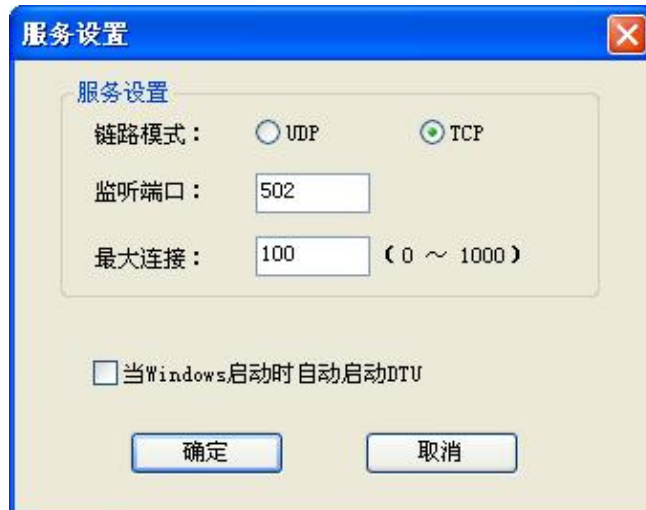 服务设置
服务设置
链路模式： UDP TCP
监听端口： 502
最大连接： 100 (0 ～ 1000)
当Windows启动时自动启动DTU
确定 取消